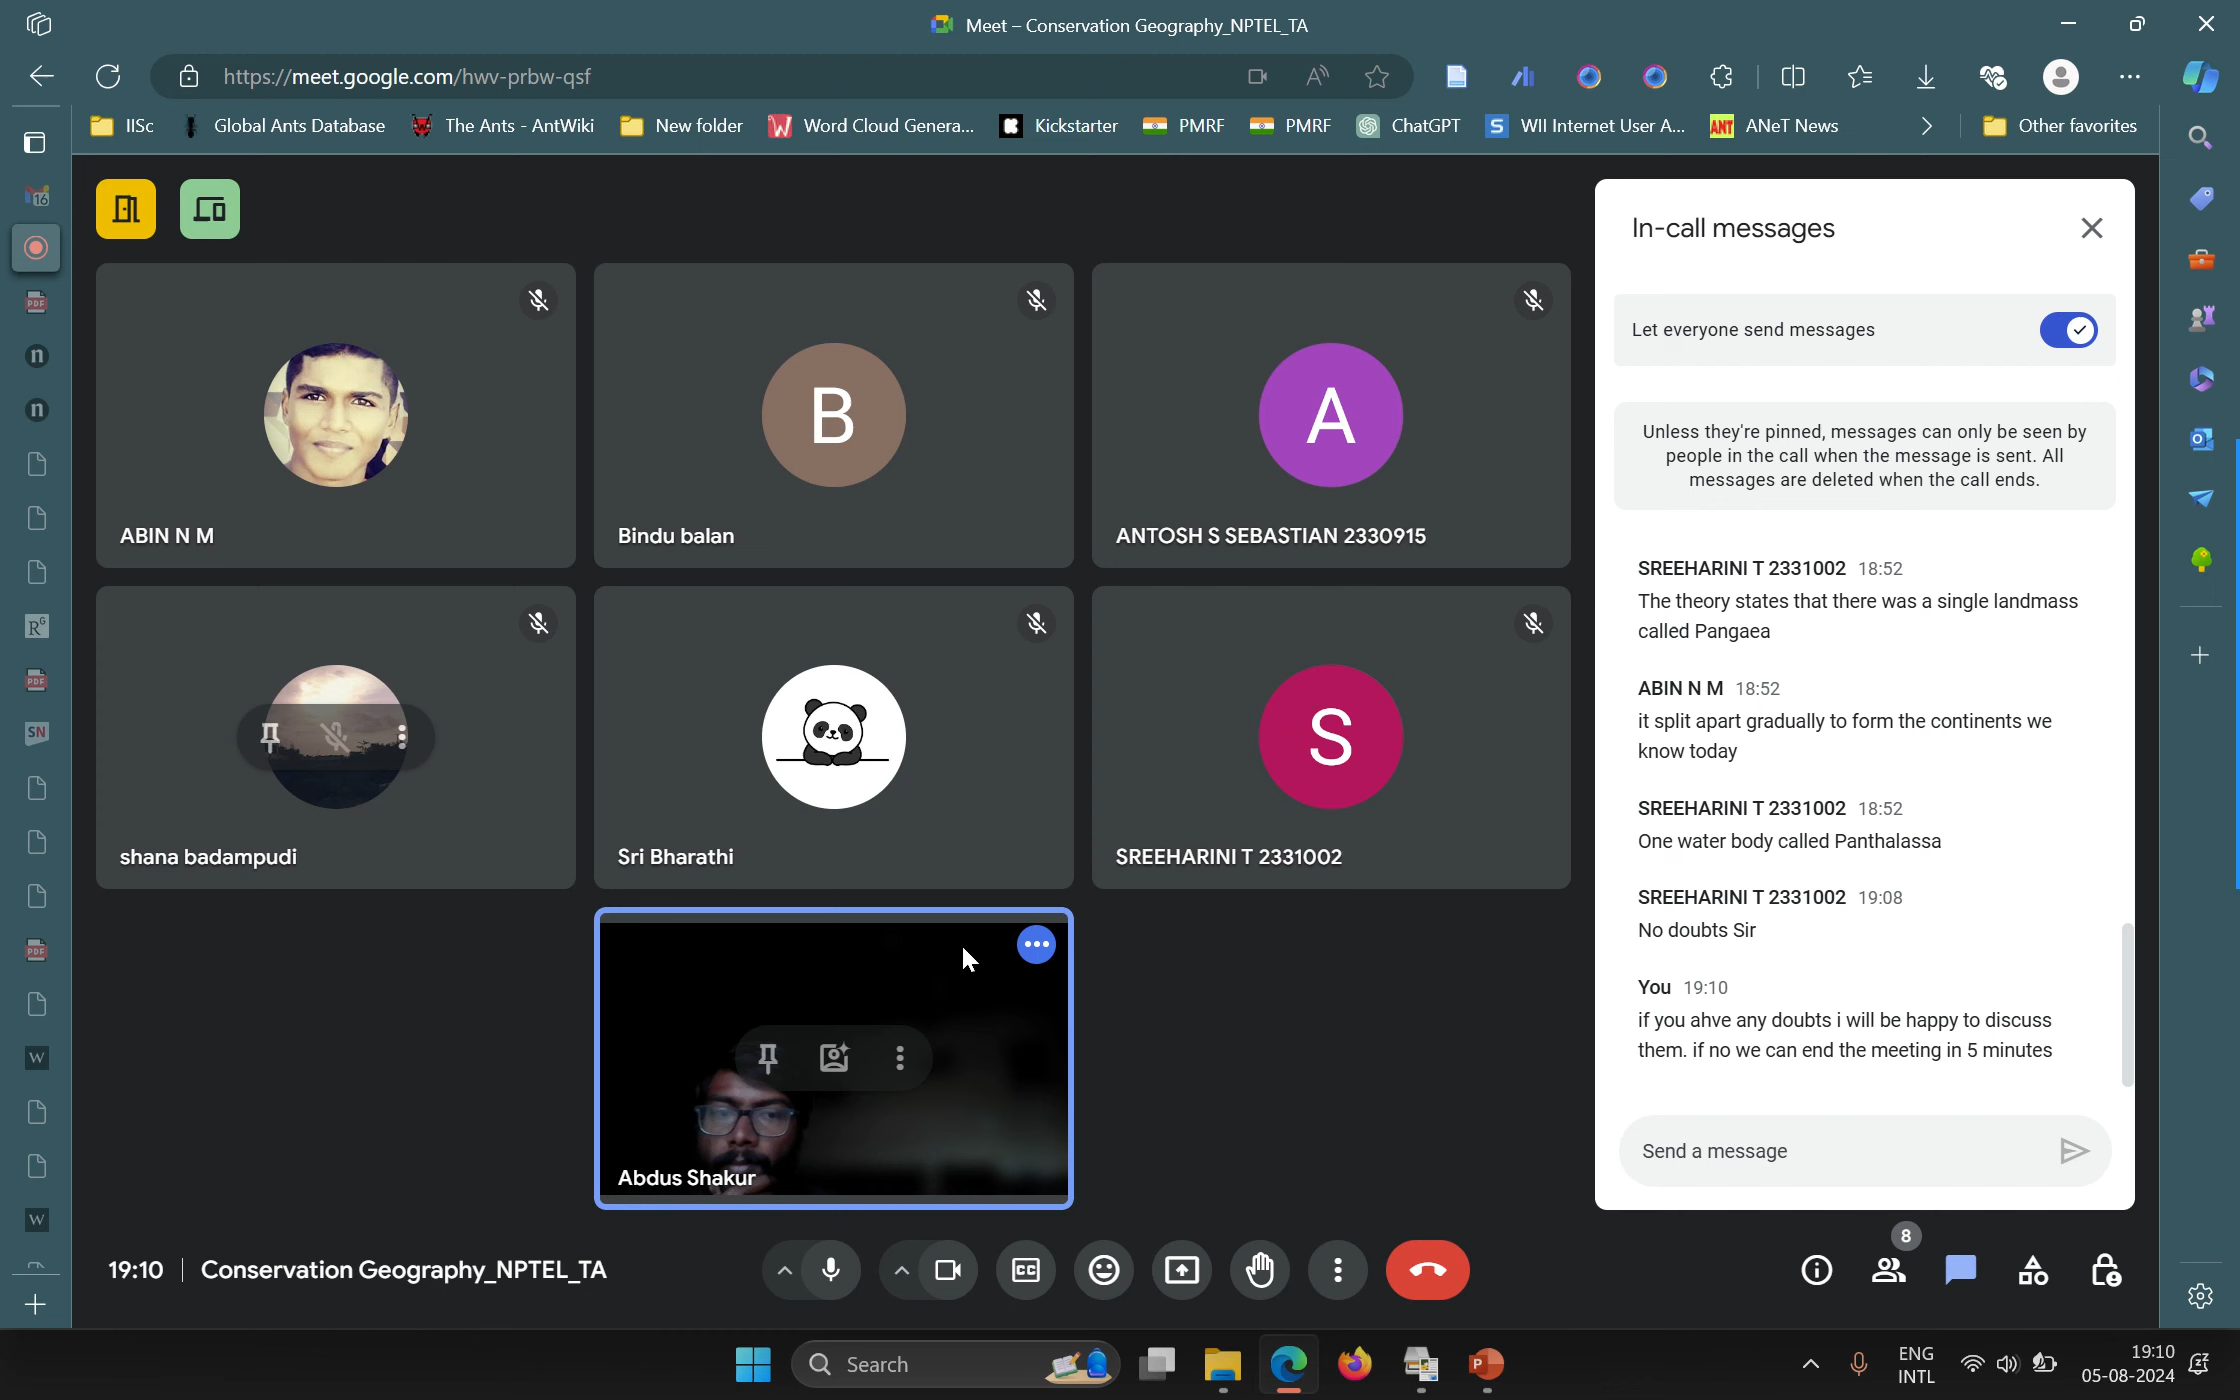 Meet – Conservation Geography_NPTEL_TA
https://meet.google.com/hwv-prbw-qsf
IISc
Global Ants Database
The Ants - AntWiki
New folder
Word Cloud Genera...
Kickstarter
PMRF
PMRF
ChatGPT
WII Internet User A...
ANT
ANeT News
Other favorites
ABIN N M
B
Bindu balan
A
ANTOSH S SEBASTIAN 2330915
shana badampudi
Sri Bharathi
S
SREEHARINI T 2331002
Abdus Shakur
In-call messages
Let everyone send messages
Unless they're pinned, messages can only be seen by
people in the call when the message is sent. All
messages are deleted when the call ends.
SREEHARINI T 2331002 18:52
The theory states that there was a single landmass
called Pangaea
ABIN N M 18:52
it split apart gradually to form the continents we
know today
SREEHARINI T 2331002 18:52
One water body called Panthalassa
SREEHARINI T 2331002 19:08
No doubts Sir
You 19:10
if you ahve any doubts i will be happy to discuss
them. if no we can end the meeting in 5 minutes
Send a message
19:10 | Conservation Geography_NPTEL_TA
CC
8
Search
ENG
INTL
19:10
05-08-2024